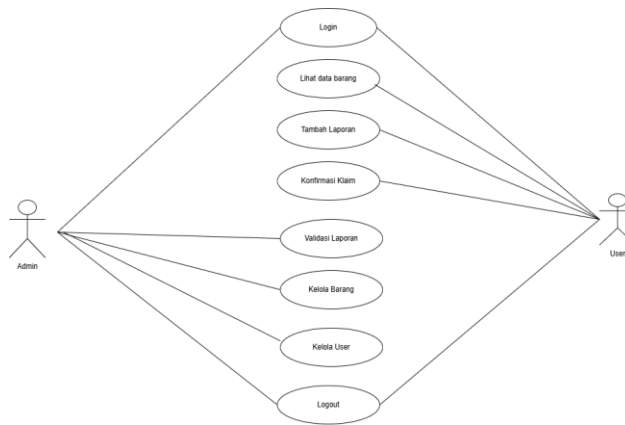 Login
Lihat data barang
Tambah Laporan
Konfirmasi Klaim
Validasi Laporan
Admin
User
Kelola Barang
Kelola User
Logout